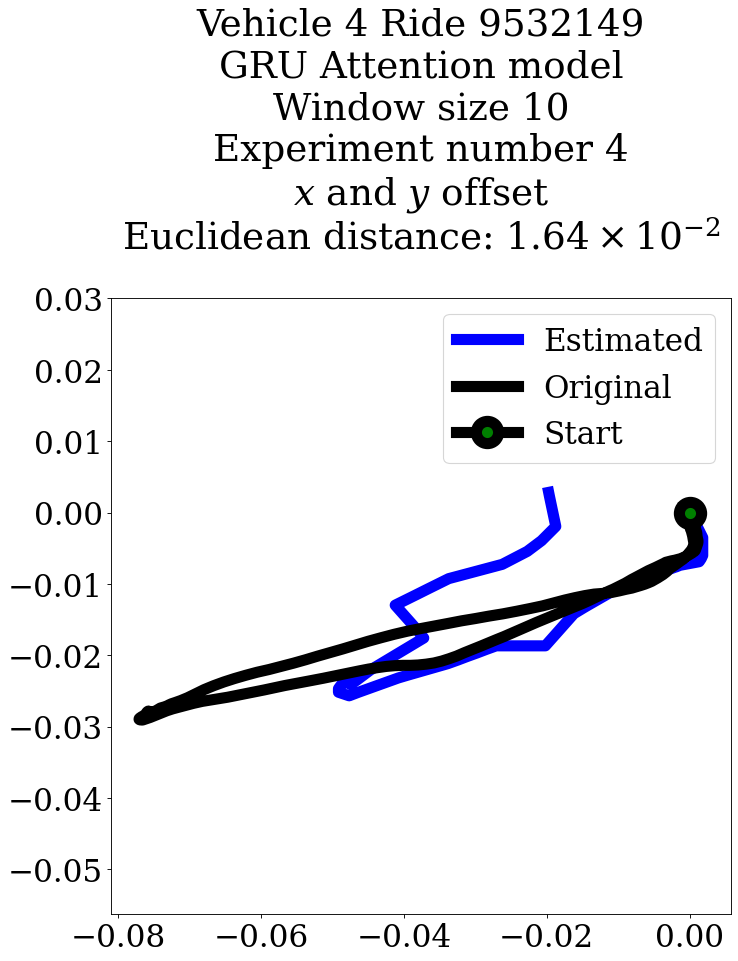 Vehicle 4 Ride 9532149
GRU Attention model
Window size 10
Experiment number 4
x and y offset
Euclidean distance: 1.64 × 10⁻²
0.03
Estimated
0.02
Original
0.01
Start
0.00
−0.01
−0.02
−0.03
−0.04
−0.05
−0.08 −0.06 −0.04 −0.02 0.00